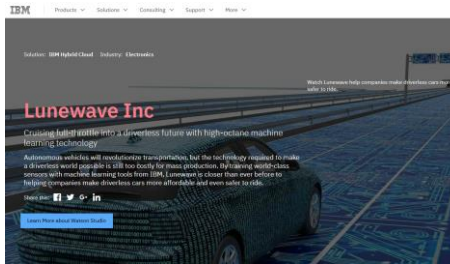 IBM
Products Solutions Consulting Support More
Solution: IBM Hybrid Cloud Industry: Electronics
Watch Lunewave help companies make driverless cars more
safer to ride.
Lunewave Inc
Cruising full-throttle into a driverless future with high-octane machine
learning technology
Autonomous vehicles will revolutionize transportation, but the technology required to make
a driverless world possible is still too costly for mass production. By training world-class
sensors with machine learning tools from IBM, Lunewave is closer than ever before to
helping companies make driverless cars more affordable and even safer to ride.
Share this: G+ in
Learn More about Watson Studio